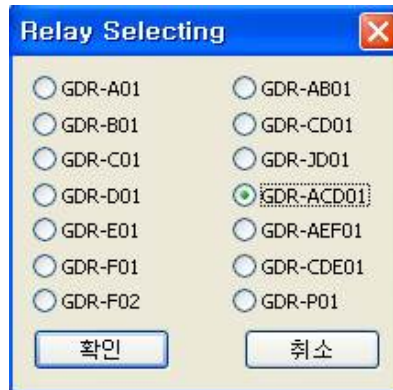 Relay Selecting
GDR-A01 GDR-AB01
GDR-B01 GDR-CD01
GDR-C01 GDR-JD01
GDR-D01 GDR-ACD01
GDR-E01 GDR-AEF01
GDR-F01 GDR-CDE01
GDR-F02 GDR-P01
확인 취소